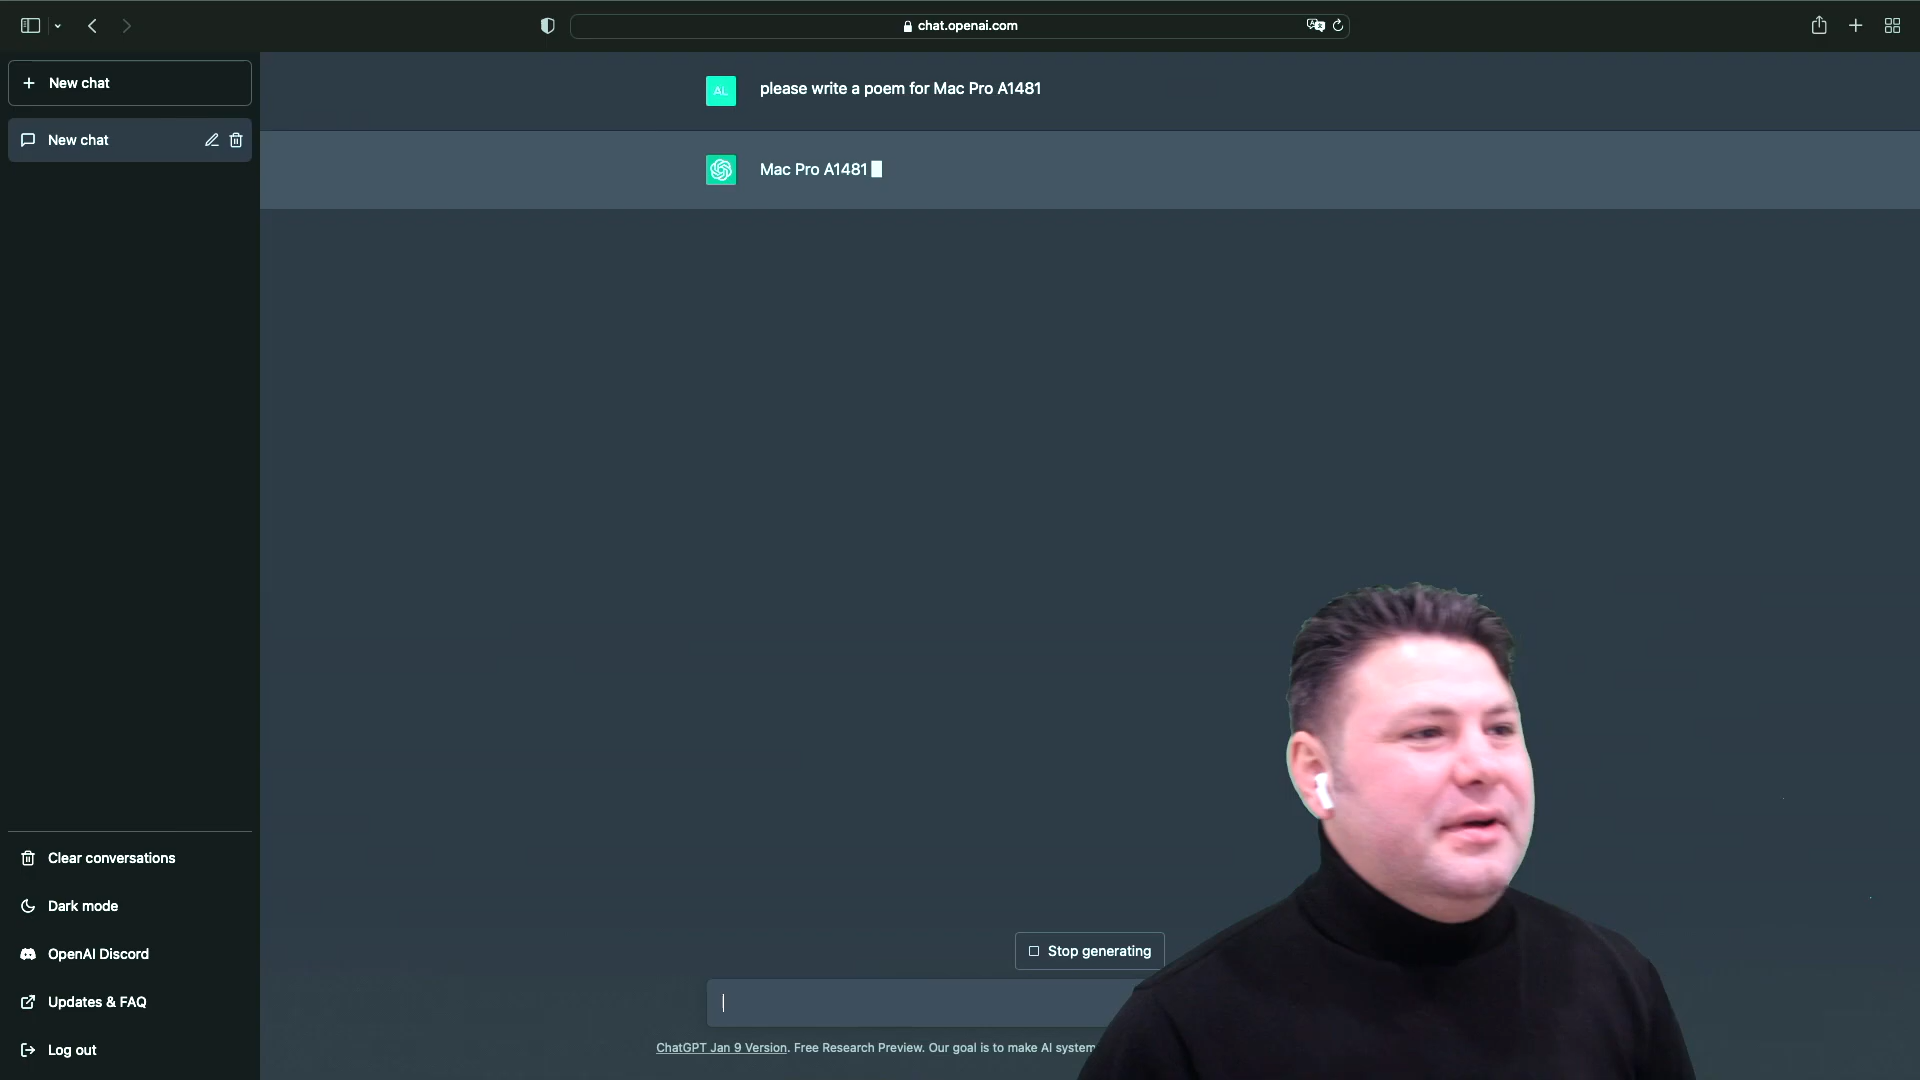 chat.openai.com
New chat
New chat
AL
please write a poem for Mac Pro A1481
Mac Pro A1481
Clear conversations
Dark mode
OpenAI Discord
Updates & FAQ
Log out
Stop generating
ChatGPT Jan 9 Version. Free Research Preview. Our goal is to make AI system